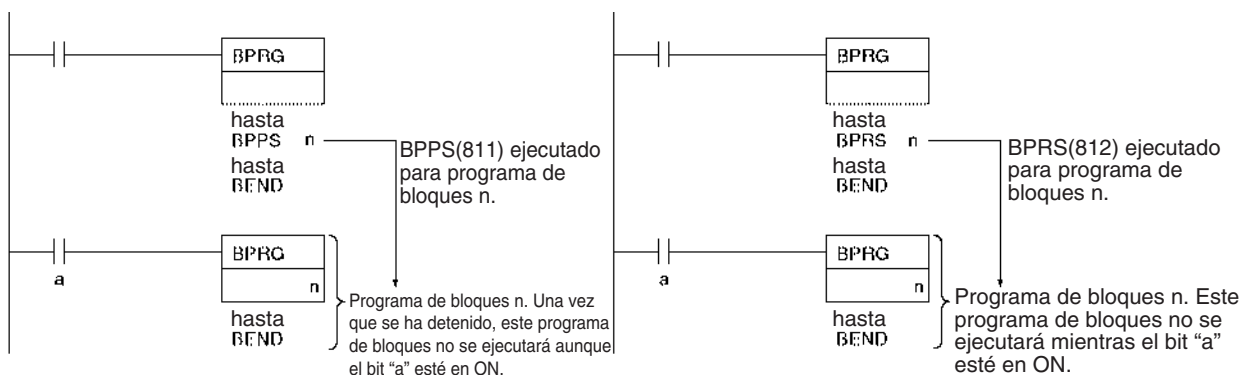 BPRG
hasta
BPPS n
hasta
BEND
BPPS(811) ejecutado
para programa de
bloques n.
BPRG
a
n
hasta
BEND
Programa de bloques n. Una vez
que se ha detenido, este programa
de bloques no se ejecutará aunque
el bit “a” esté en ON.
BPRG
hasta
BPRS n
hasta
BEND
BPRS(812) ejecutado
para programa de
bloques n.
BPRG
a
n
hasta
BEND
Programa de bloques n. Este
programa de bloques no se
ejecutará mientras el bit “a”
esté en ON.